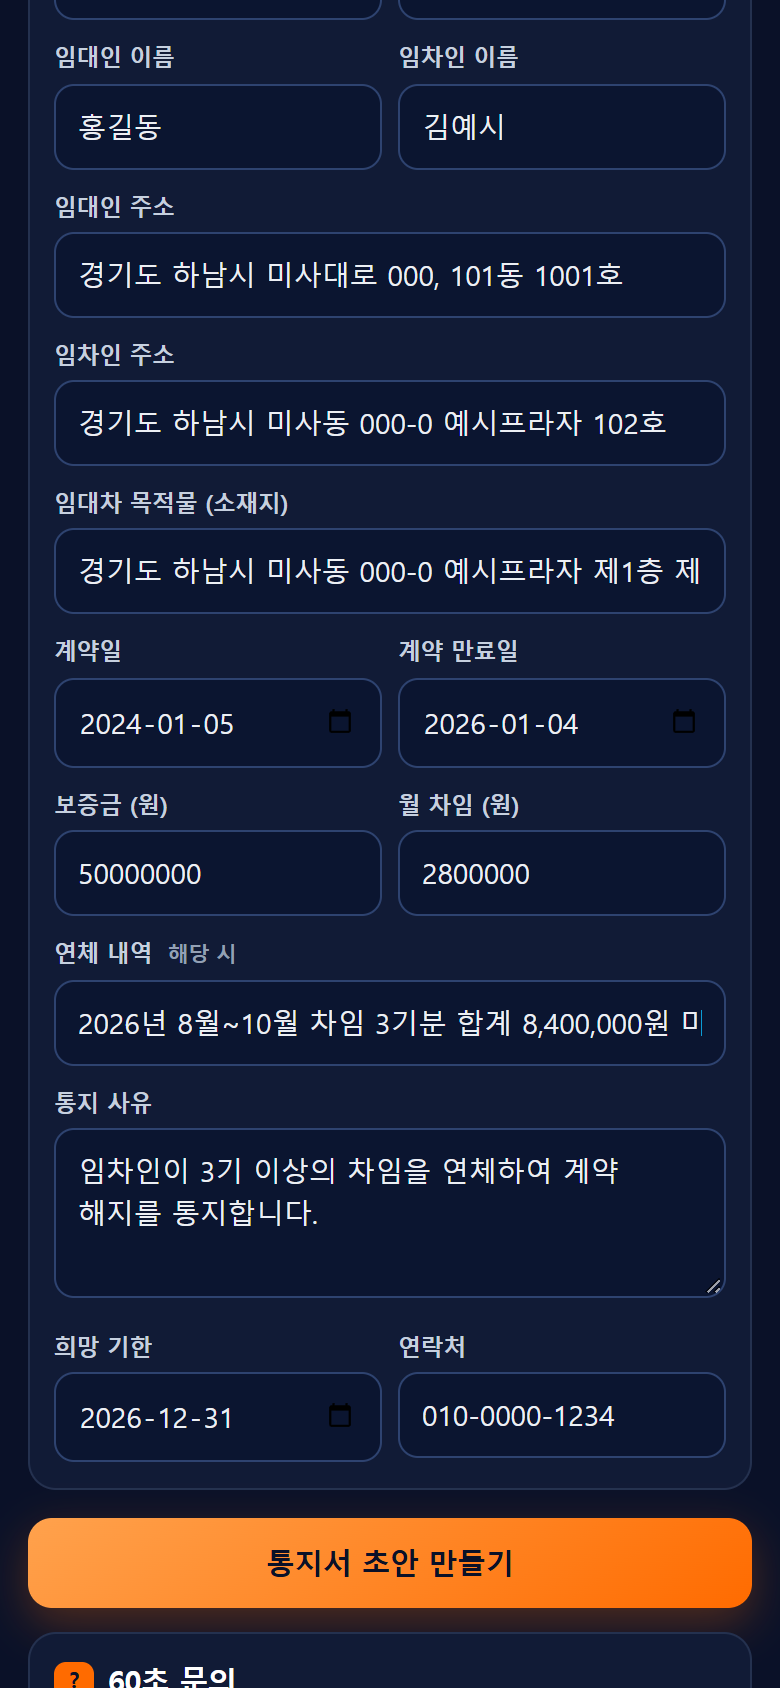 임대인 이름
임차인 이름
홍길동
김예시
임대인 주소
경기도 하남시 미사대로 000, 101동 1001호
임차인 주소
경기도 하남시 미사동 000-0 예시프라자 102호
임대차 목적물 (소재지)
경기도 하남시 미사동 000-0 예시프라자 제1층 제
계약일
계약 만료일
2024-01-05
2026-01-04
보증금 (원)
월 차임 (원)
50000000
2800000
연체 내역 해당 시
2026년 8월~10월 차임 3기분 합계 8,400,000원
통지 사유
임차인이 3기 이상의 차임을 연체하여 계약
해지를 통지합니다.
희망 기한
연락처
2026-12-31
010-0000-1234
통지서 초안 만들기
? 60초 문의